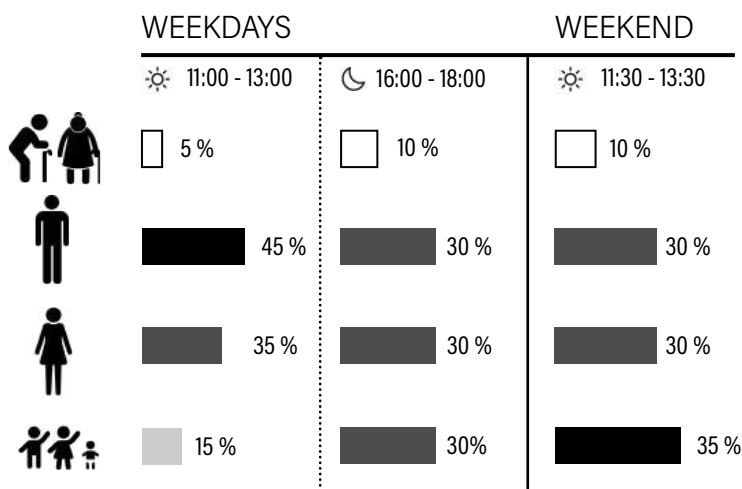 WEEKDAYS WEEKEND
11:00 - 13:00 16:00 - 18:00 11:30 - 13:30
5 % 10 % 10 %
45 % 30 % 30 %
35 % 30 % 30 %
15 % 30% 35 %